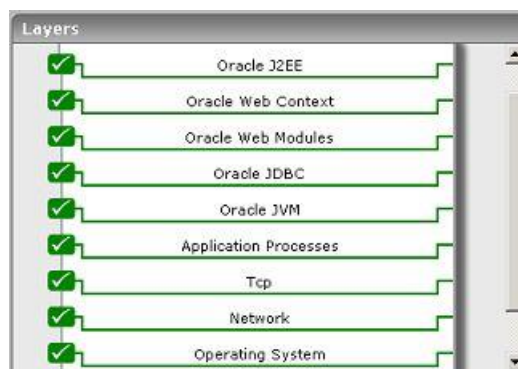 Layers
Oracle J2EE
Oracle Web Context
Oracle Web Modules
Oracle JDBC
Oracle JVM
Application Processes
Tcp
Network
Operating System